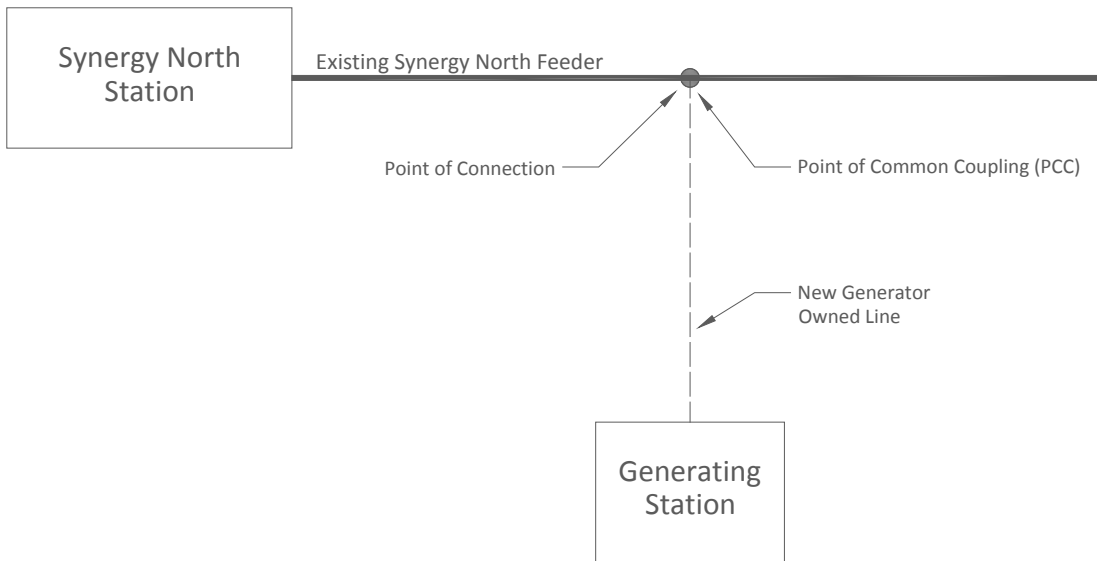 Synergy North
Station
Existing Synergy North Feeder
Point of Connection
Point of Common Coupling (PCC)
New Generator
Owned Line
Generating
Station